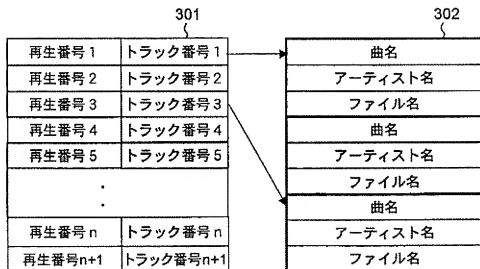 301
再生番号1 トラック番号1
再生番号2 トラック番号2
再生番号3 トラック番号3
再生番号4 トラック番号4
再生番号5 トラック番号5
再生番号n トラック番号n
再生番号n+1 トラック番号n+1
302
曲名
アーティスト名
ファイル名
曲名
アーティスト名
ファイル名
曲名
アーティスト名
ファイル名